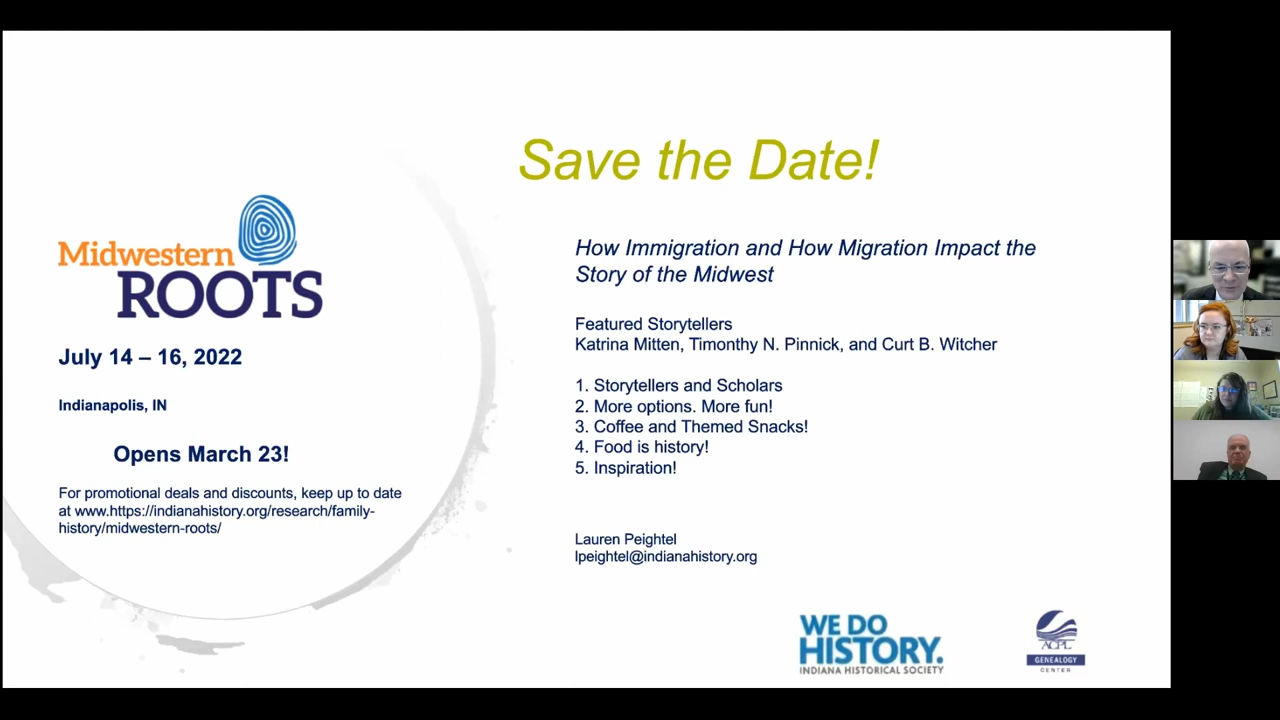 Save the Date!
Midwestern
ROOTS
July 14 – 16, 2022
Indianapolis, IN
Opens March 23!
For promotional deals and discounts, keep up to date
at www.https://indianahistory.org/research/family-
history/midwestern-roots/
How Immigration and How Migration Impact the
Story of the Midwest
Featured Storytellers
Katrina Mitten, Timonthy N. Pinnick, and Curt B. Witcher
1. Storytellers and Scholars
2. More options. More fun!
3. Coffee and Themed Snacks!
4. Food is history!
5. Inspiration!
Lauren Peightel
lpeightel@indianahistory.org
WE DO
HISTORY.
INDIANA HISTORICAL SOCIETY
ACPL
GENEALOGY
CENTER